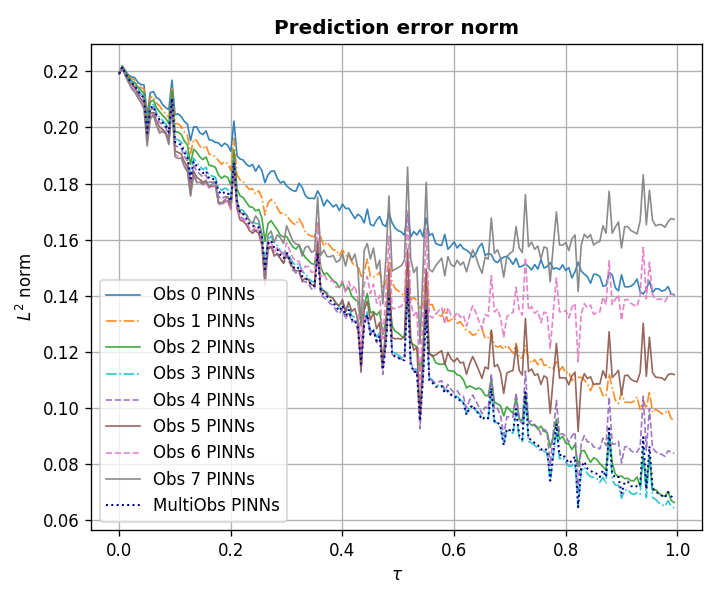 Prediction error norm
L² norm
0.22
0.20
0.18
0.16
0.14
0.12
0.10
0.08
0.06
Obs 0 PINNs
Obs 1 PINNs
Obs 2 PINNs
Obs 3 PINNs
Obs 4 PINNs
Obs 5 PINNs
Obs 6 PINNs
Obs 7 PINNs
MultiObs PINNs
0.0 0.2 0.4 0.6 0.8 1.0
τ